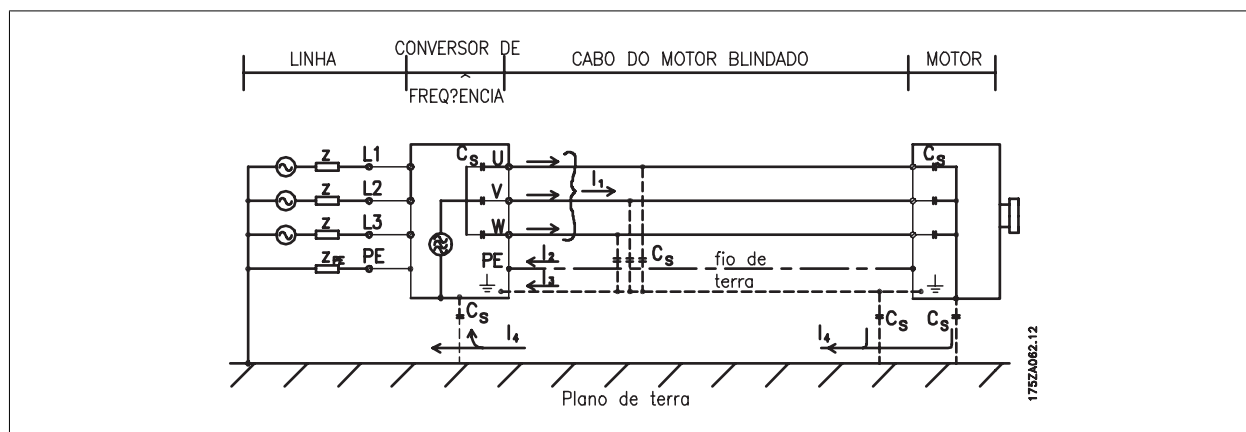 LINHA
CONVERSOR DE
FREQ?ENCIA
CABO DO MOTOR BLINDADO
MOTOR
Z L1
Z L2
Z L3
Z PE PE
Cs U
V
W
PE
I1
I2
I3
Cs
fio de
terra
Cs
Cs
I4
I4
Cs
Cs
Plano de terra
175ZA062.12